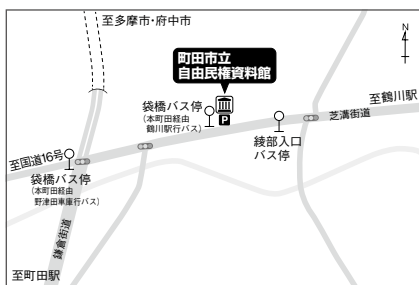 至多摩市・府中市
N
町田市立
自由民権資料館
至鶴川駅
芝溝街道
袋橋バス停
(本町田経由
鶴川駅行バス)
P
綾部入口
バス停
至国道16号
袋橋バス停
(本町田経由
野津田車庫行バス)
鎌倉街道
至町田駅